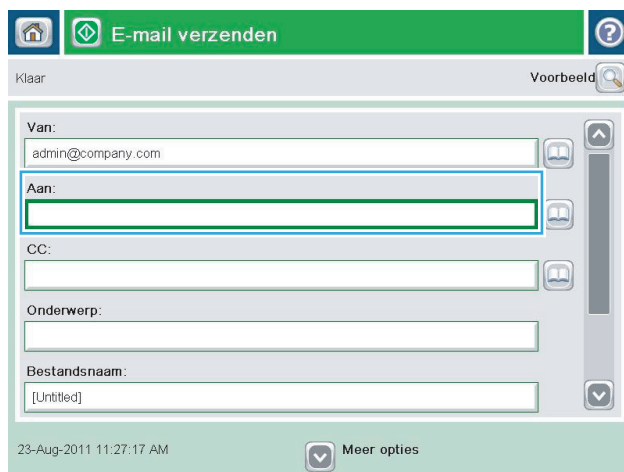 E-mail verzenden
?
Klaar
Voorbeeld
Van:
admin@company.com
Aan:
CC:
Onderwerp:
Bestandsnaam:
[Untitled]
23-Aug-2011 11:27:17 AM
Meer opties